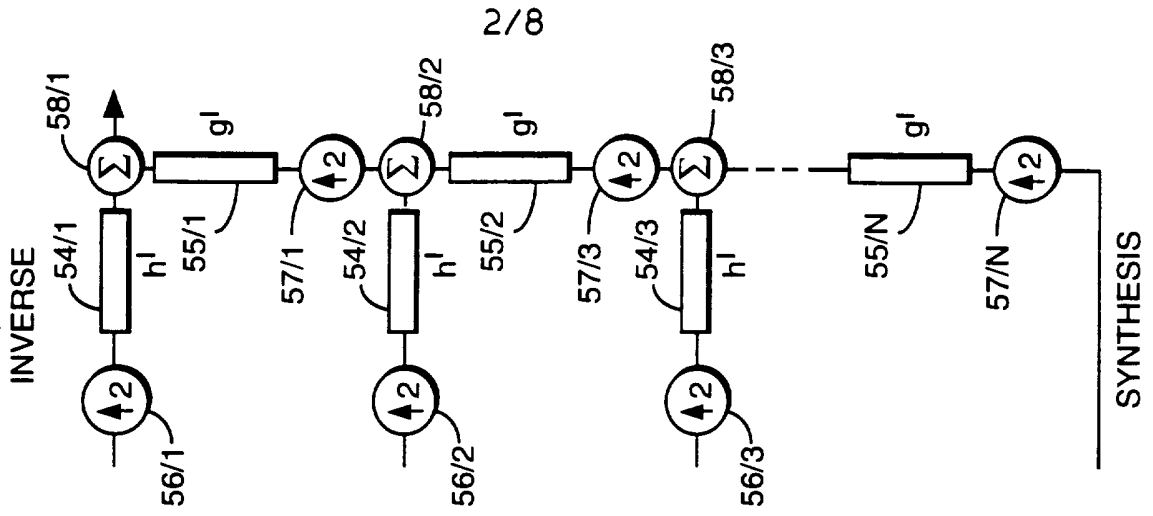 2/8
INVERSE
56/1
↑2
54/1
h'
58/1
Σ
g'
55/1
57/1
↑2
56/2
↑2
54/2
h'
58/2
Σ
g'
55/2
57/3
↑2
56/3
↑2
54/3
h'
58/3
Σ
g'
55/N
57/N
↑2
SYNTHESIS